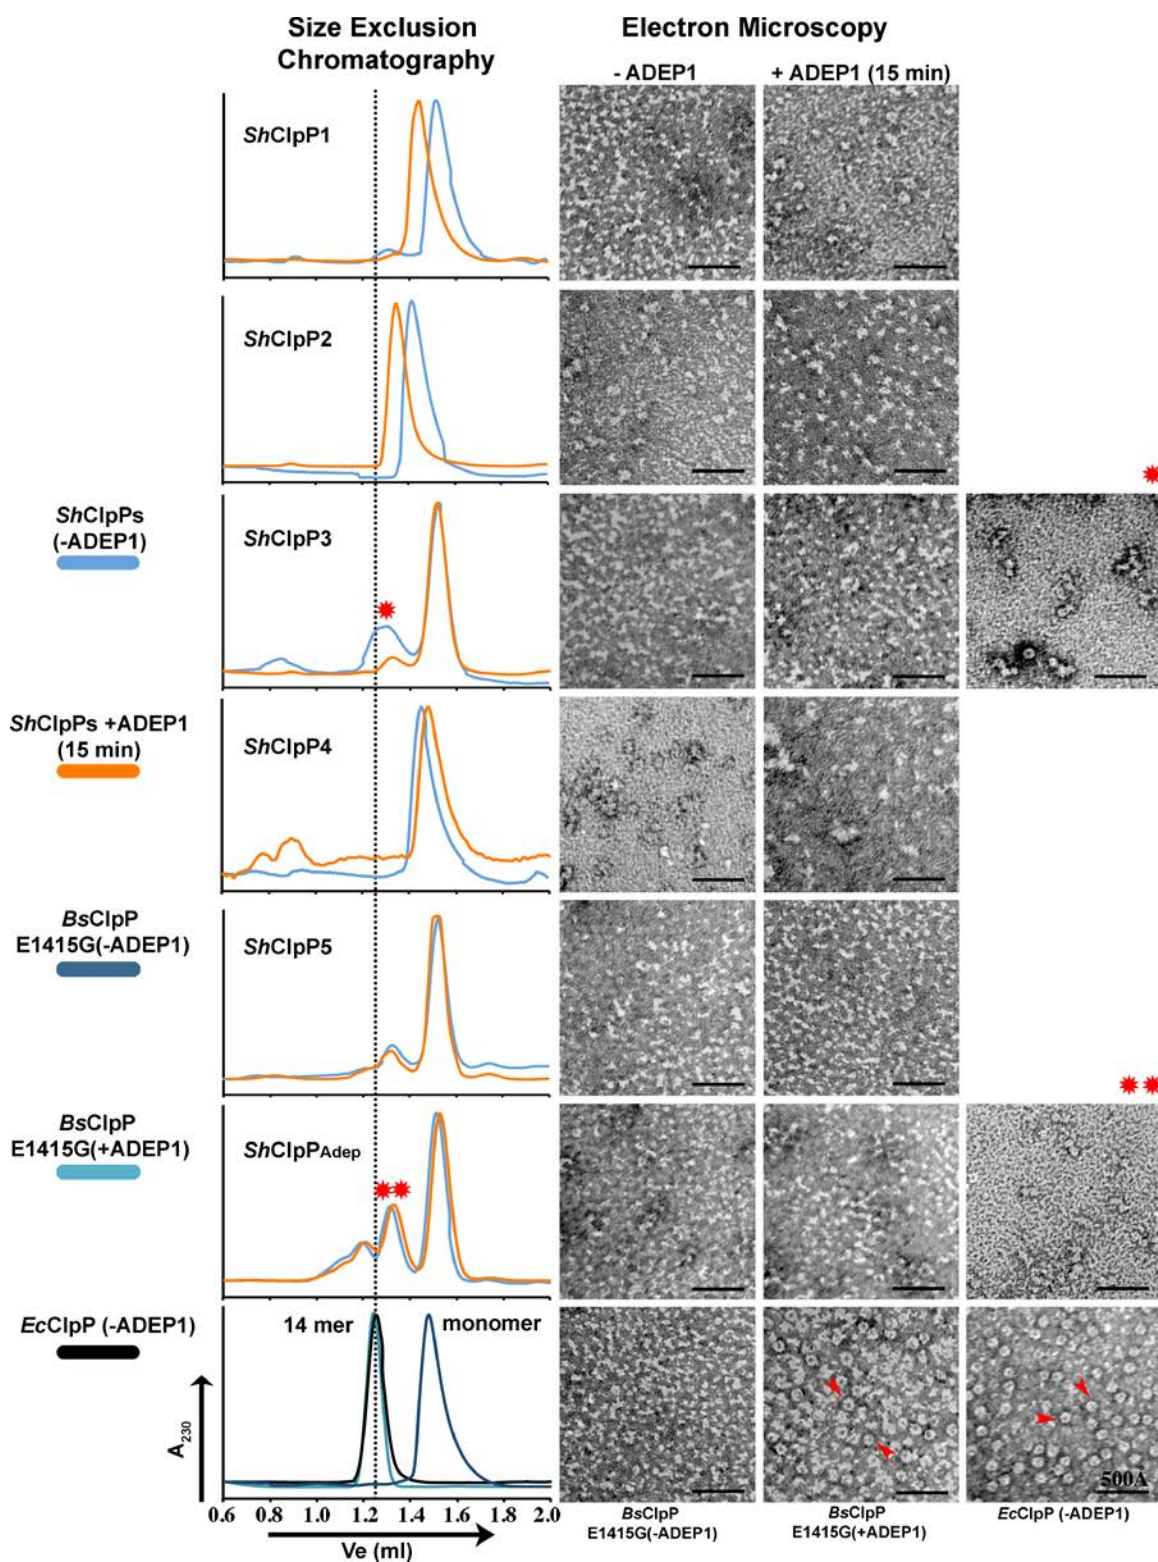 Size Exclusion
Chromatography
Electron Microscopy
- ADEP1
+ ADEP1 (15 min)
ShClpP1
ShClpP2
ShClpPs
(-ADEP1)
ShClpP3
ShClpPs +ADEP1
(15 min)
ShClpP4
BsClpP
E1415G(-ADEP1)
ShClpP5
BsClpP
E1415G(+ADEP1)
ShClpPAdep
EcClpP (-ADEP1)
14 mer
monomer
A230
500Å
0.6 1.0 1.2 1.4 1.6 1.8 2.0
Ve (ml)
BsClpP
E1415G(-ADEP1)
BsClpP
E1415G(+ADEP1)
EcClpP (-ADEP1)